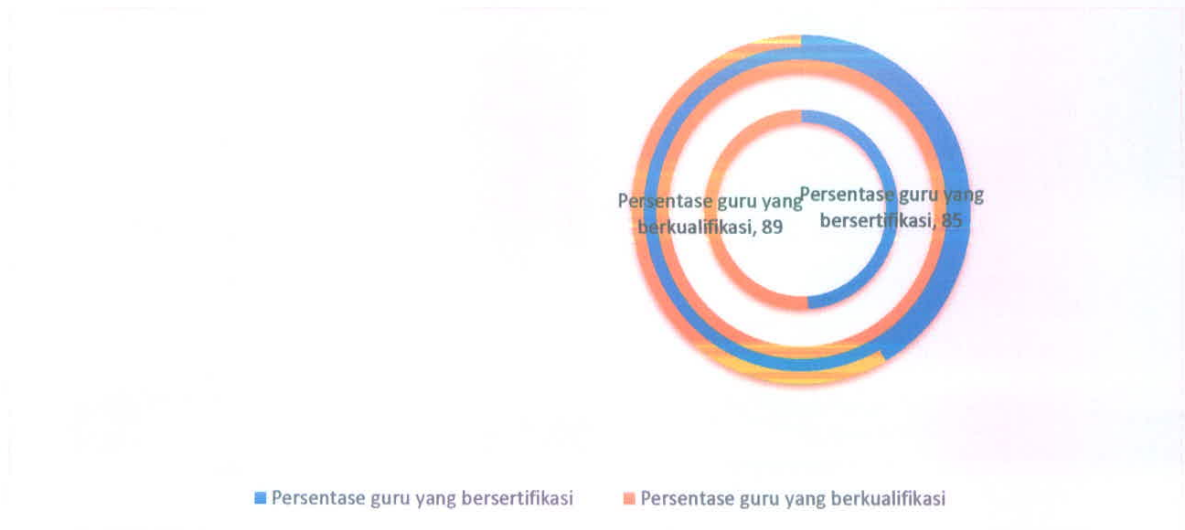 Persentase guru yang
berkualifikasi, 89
Persentase guru yang
bersertifikasi, 85
Persentase guru yang bersertifikasi
Persentase guru yang berkualifikasi